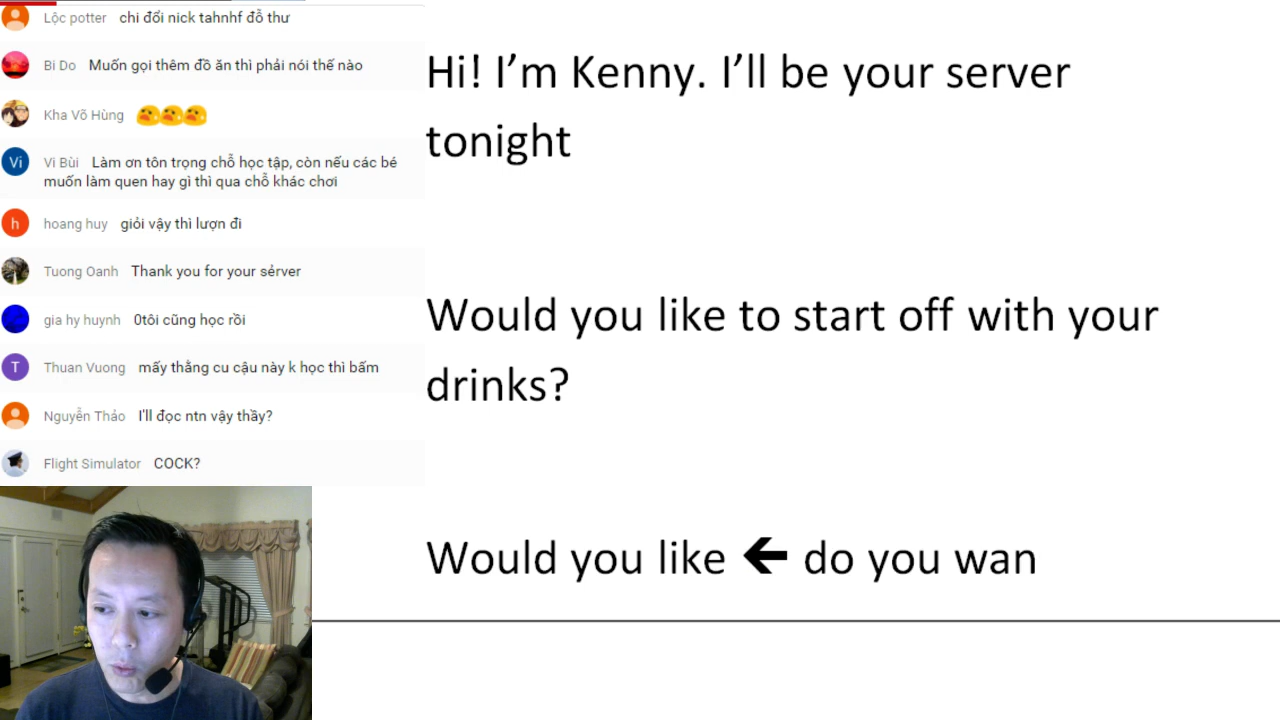 Lộc potter chi đổi nick tahnhf đỗ thư
Bi Do Muốn gọi thêm đồ ăn thì phải nói thế nào
Kha Võ Hùng
Vi
Vi Bùi Làm ơn tôn trọng chỗ học tập, còn nếu các bé
muốn làm quen hay gì thì qua chỗ khác chơi
h
hoang huy giỏi vậy thì lượn đi
Tuong Oanh Thank you for your sẻrver
gia hy huynh 0tôi cũng học rồi
T
Thuan Vuong mấy thằng cu cậu này k học thì bấm
Nguyễn Thảo I'll đọc ntn vậy thầy?
Flight Simulator COCK?
Hi! I’m Kenny. I’ll be your server
tonight
Would you like to start off with your
drinks?
Would you like 🡸 do you wan